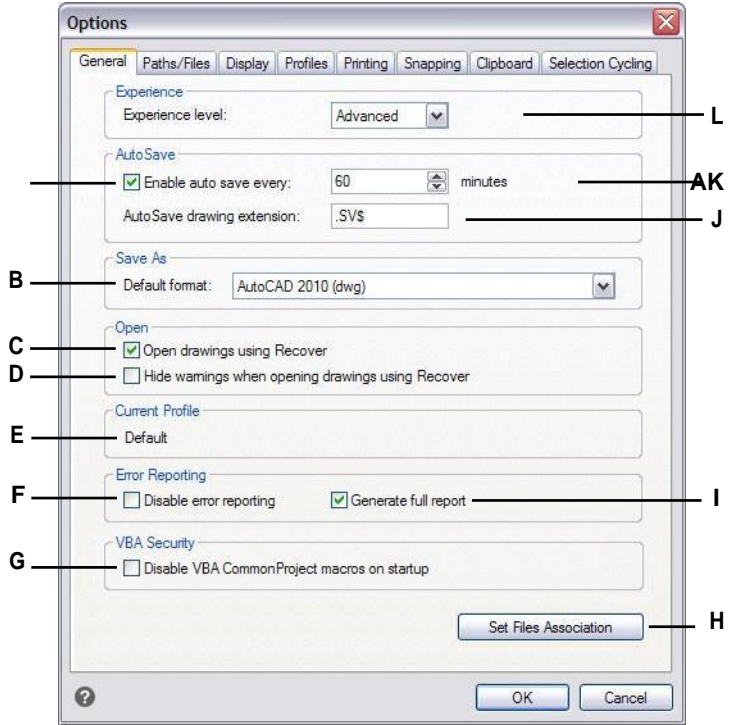 Options
General Paths/Files Display Profiles Printing Snapping Clipboard Selection Cycling
Experience
Experience level: Advanced L
AutoSave
Enable auto save every: 60 minutes AK
AutoSave drawing extension: .SV$ J
Save As
B Default format: AutoCAD 2010 (dwg)
Open
C Open drawings using Recover
D Hide warnings when opening drawings using Recover
Current Profile
E Default
Error Reporting
F Disable error reporting Generate full report I
VBA Security
G Disable VBA CommonProject macros on startup
Set Files Association H
? OK Cancel